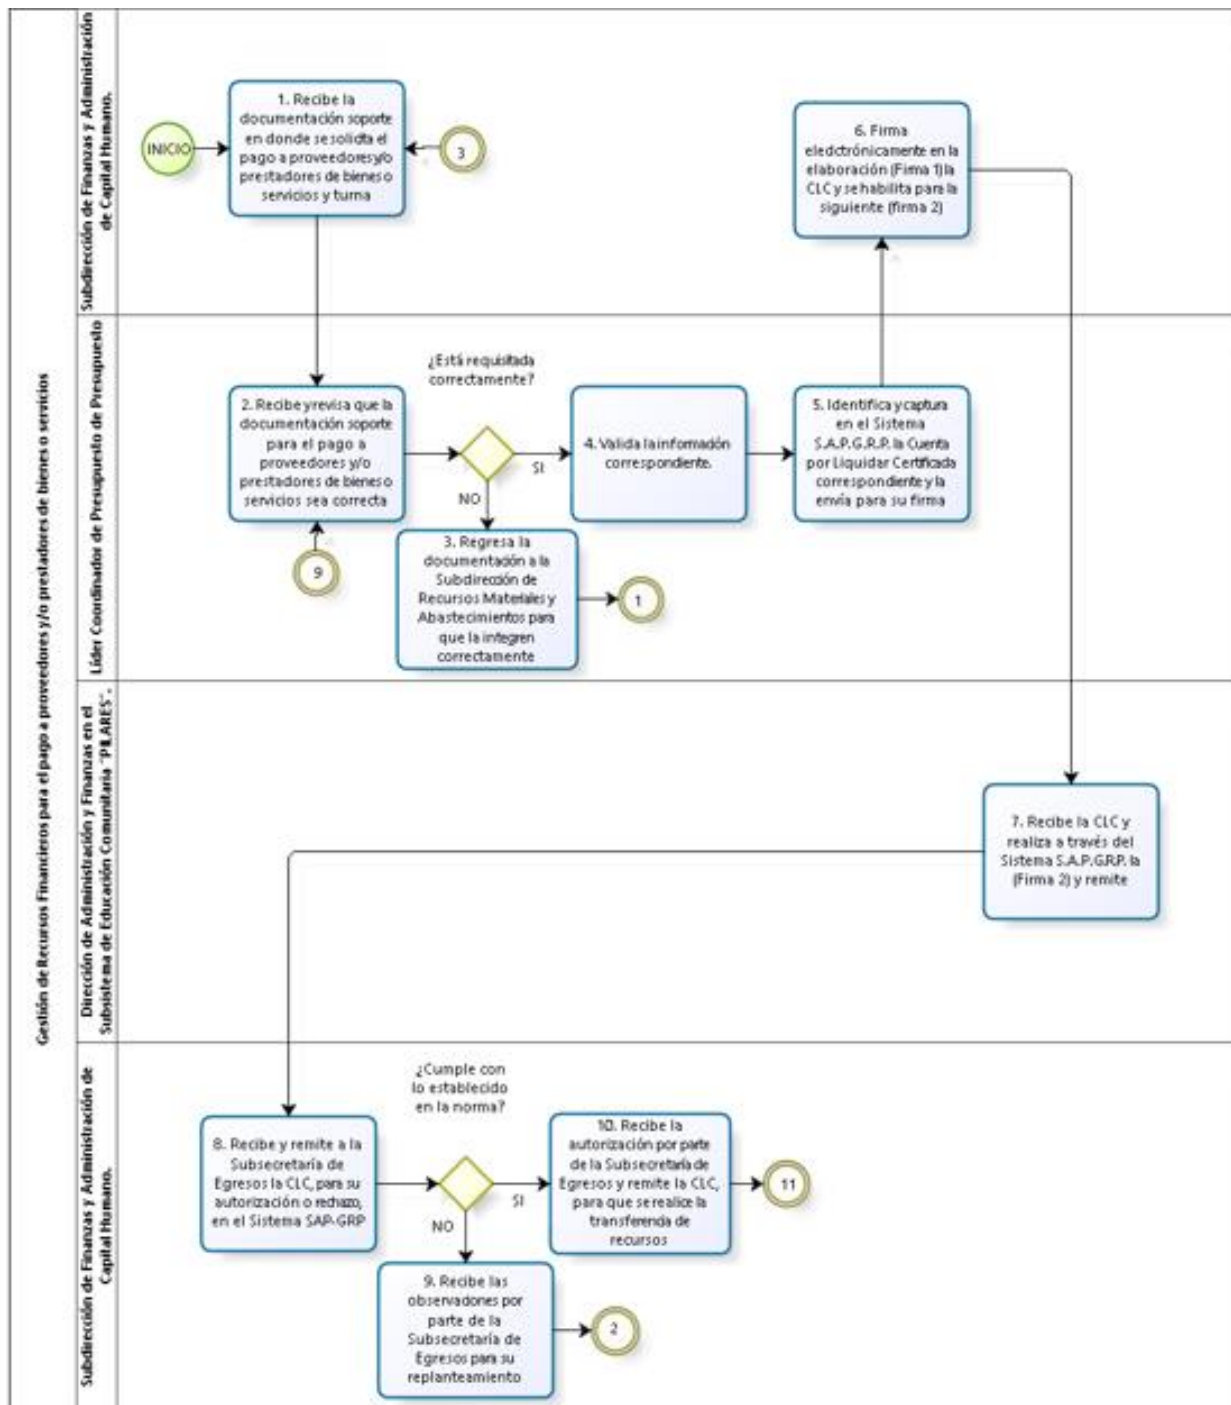 Gestión de Recursos Financieros para el pago a proveedores y/o prestadores de bienes o servicios
Subdirección de Finanzas y Administración
de Capital Humano.
INICIO
1. Recibe la
documentación soporte
en donde se solicita el
pago a proveedores y/o
prestadores de bienes o
servicios y turna
3
6. Firma
eledctrónicamente en la
elaboración (Firma 1) la
CLC y se habilita para la
siguiente (firma 2)
Líder Coordinador de Presupuesto de Presupuesto
2. Recibe y revisa que la
documentación soporte
para el pago a
proveedores y/o
prestadores de bienes o
servicios sea correcta
9
¿Está requisitada
correctamente?
SI
NO
3. Regresa la
documentación a la
Subdirección de
Recursos Materiales y
Abastecimientos para
que la integren
correctamente
1
4. Valida la información
correspondiente.
5. Identifica y captura
en el Sistema
S.A.P.G.R.P. la Cuenta
por Liquidar Certificada
correspondiente y la
envía para su firma
Dirección de Administración y Finanzas en el
Subsistema de Educación Comunitaria "PILARES".
7. Recibe la CLC y
realiza a través del
Sistema S.A.P.G.R.P. la
(Firma 2) y remite
Subdirección de Finanzas y Administración de
Capital Humano.
8. Recibe y remite a la
Subsecretaría de
Egresos la CLC, para su
autorización o rechazo,
en el Sistema SAP-GRP
¿Cumple con
lo establecido
en la norma?
SI
NO
9. Recibe las
observaciones por
parte de la
Subsecretaría de
Egresos para su
replanteamiento
2
10. Recibe la
autorización por parte
de la Subsecretaría de
Egresos y remite la CLC,
para que se realice la
transferencia de
recursos
11